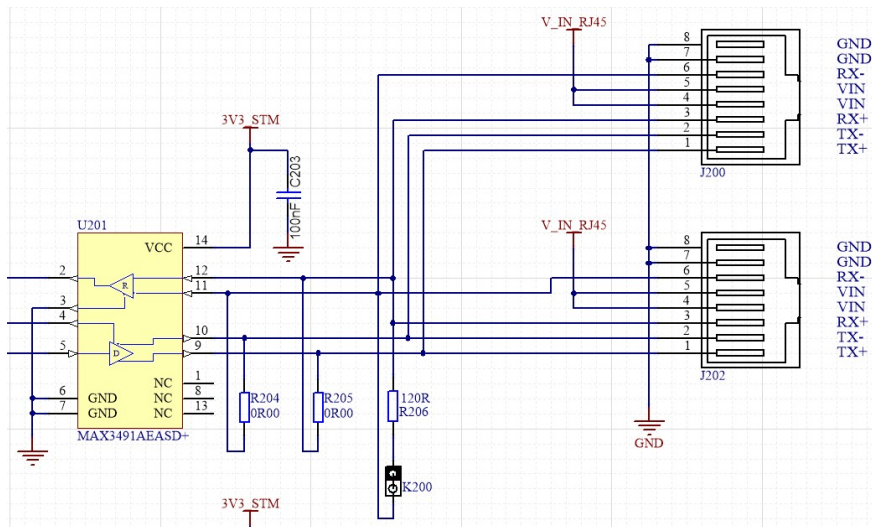 V_IN_RJ45
8 GND
7 GND
6 RX-
5 VIN
4 VIN
3 RX+
2 TX-
1 TX+
J200
3V3_STM
C203
100nF
U201
VCC 14
2 R 12
3 11
4 10
5 D 9
NC 1
6 GND NC 8
7 GND NC 13
MAX3491AEASD+
R204
0R00
R205
0R00
120R
R206
K200
3V3_STM
V_IN_RJ45
8 GND
7 GND
6 RX-
5 VIN
4 VIN
3 RX+
2 TX-
1 TX+
J202
GND